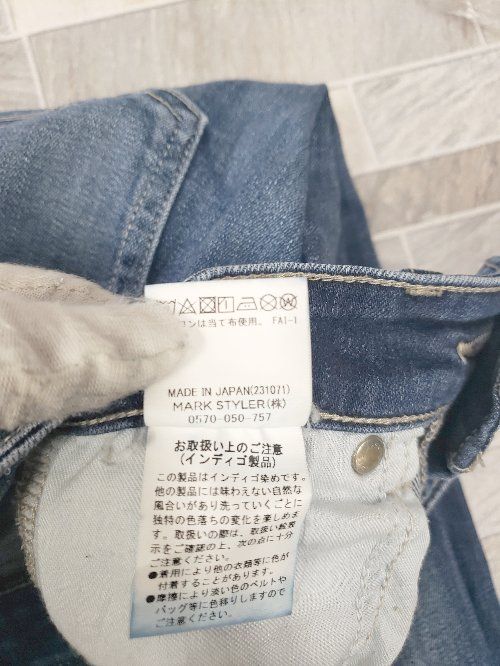 ンは当て布使用。 FA1-1
MADE IN JAPAN(231071)
MARK STYLER(株)
0570-050-757
お取扱い上のご注意
(インディゴ製品)
この製品はインディゴ染めです。
他の製品には味わえない自然な
風合いがあり洗っていくごとに
独特の色落ちの変化を楽しめま
す。取扱いの際は、取扱い絵表
示をご確認の上、次の点に十分
ご注意ください。
●着用により他の衣類等に色が
付着することがあります。
●摩擦により淡い色のベルトや
バッグ等に色移りしますので
ご注意ください。